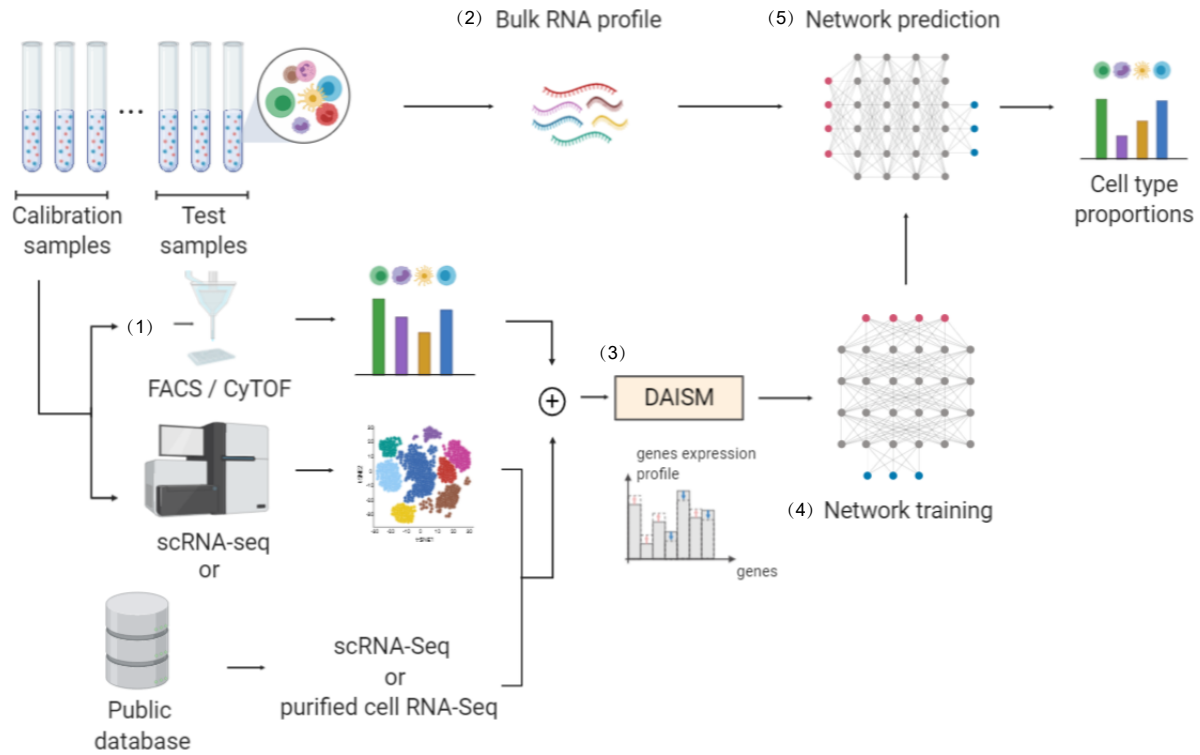 (2) Bulk RNA profile
(5) Network prediction
...
Calibration
samples
Test
samples
Cell type
proportions
(1)
FACS / CyTOF
(3)
DAISM
genes expression
profile
genes
(4) Network training
scRNA-seq
or
scRNA-Seq
or
purified cell RNA-Seq
Public
database